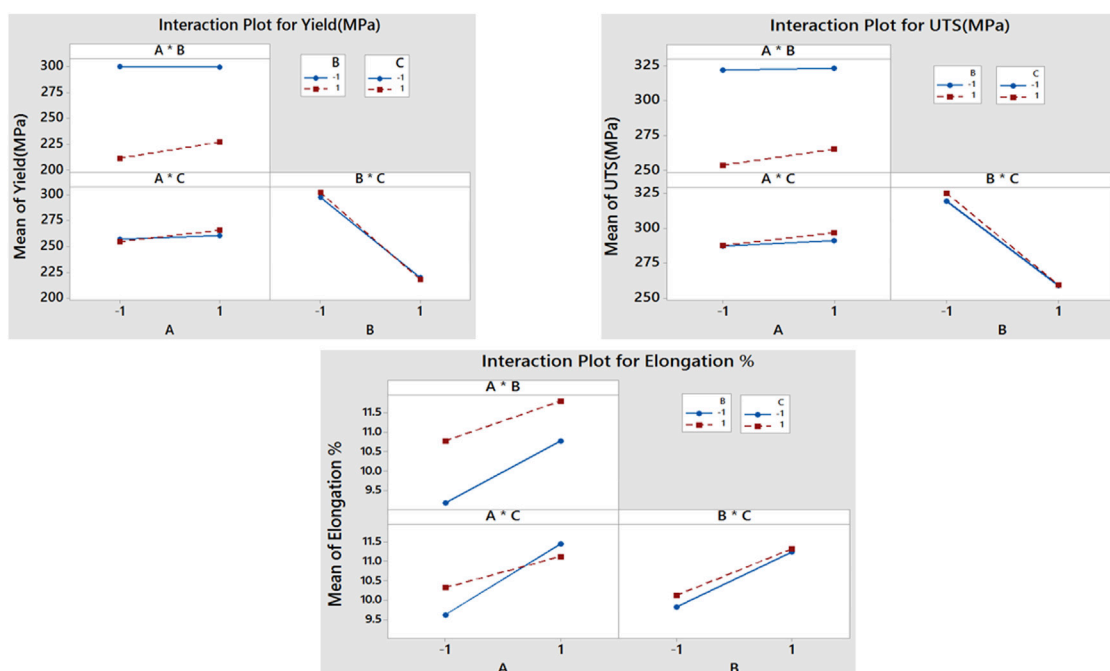 Interaction Plot for Yield(MPa)
A * B
300
275
250
225
200
B
-1
1
C
-1
1
A * C
B * C
300
275
250
225
200
-1
1
-1
1
A
B
Mean of Yield(MPa)
Interaction Plot for UTS(MPa)
A * B
325
300
275
250
B
-1
1
C
-1
1
A * C
B * C
325
300
275
250
-1
1
-1
1
A
B
Mean of UTS(MPa)
Interaction Plot for Elongation %
A * B
11.5
11.0
10.5
10.0
9.5
B
-1
1
C
-1
1
A * C
B * C
11.5
11.0
10.5
10.0
9.5
-1
1
-1
1
A
B
Mean of Elongation %